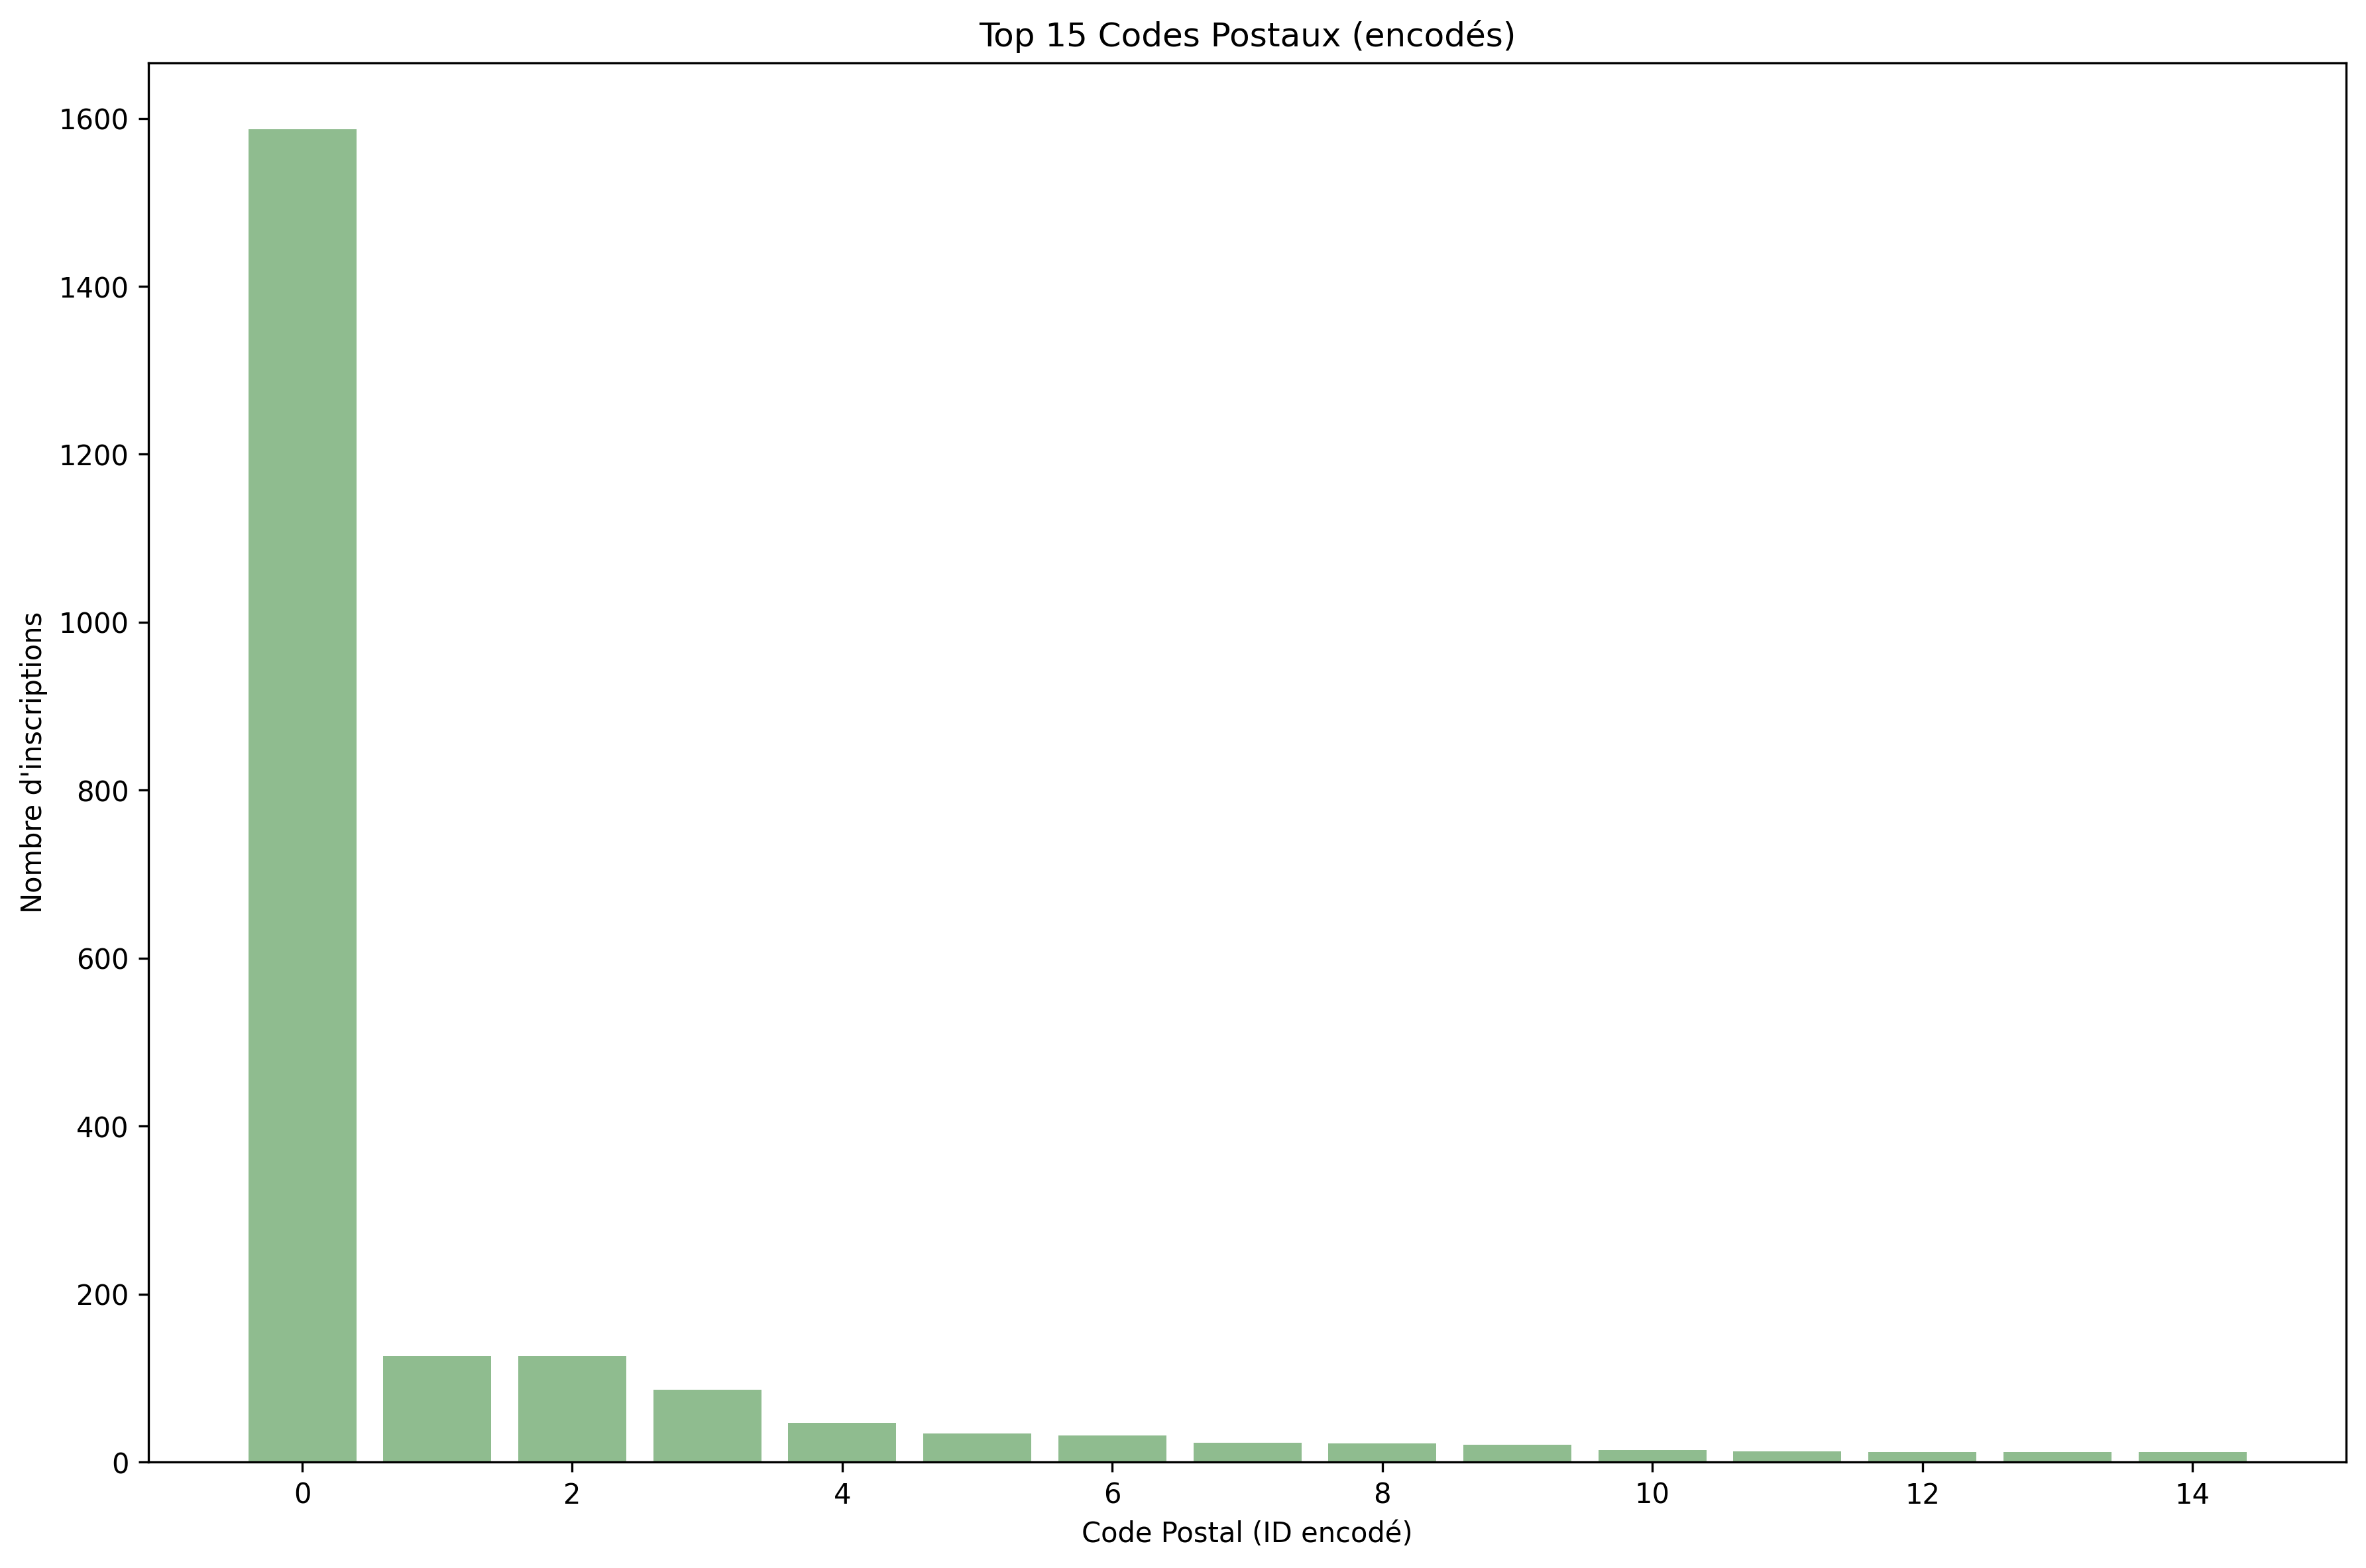 Top 15 Codes Postaux (encodés)
Nombre d'inscriptions
1600
1400
1200
1000
800
600
400
200
0
0 2 4 6 8 10 12 14
Code Postal (ID encodé)